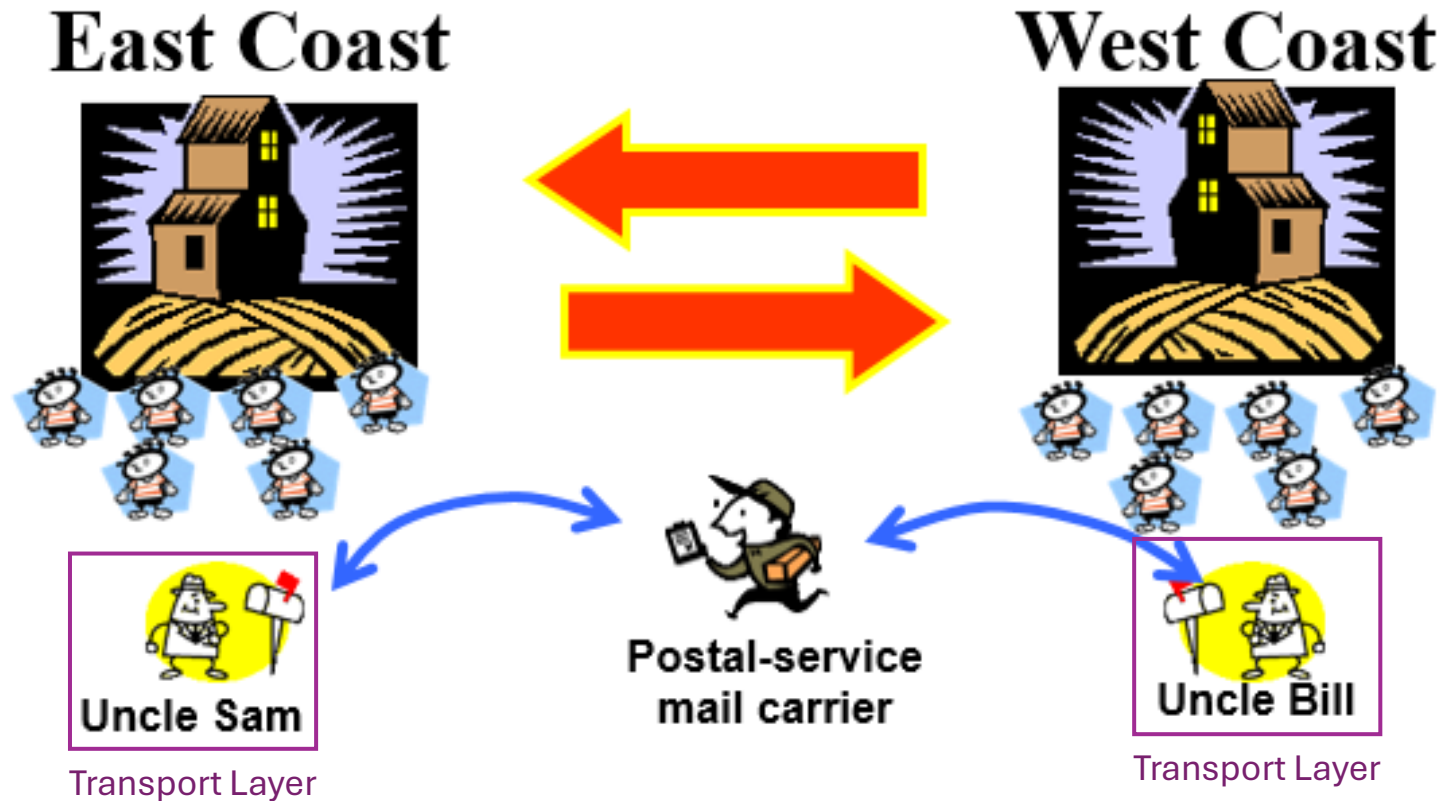 East Coast
West Coast
Postal-service
mail carrier
Uncle Sam
Uncle Bill
Transport Layer
Transport Layer